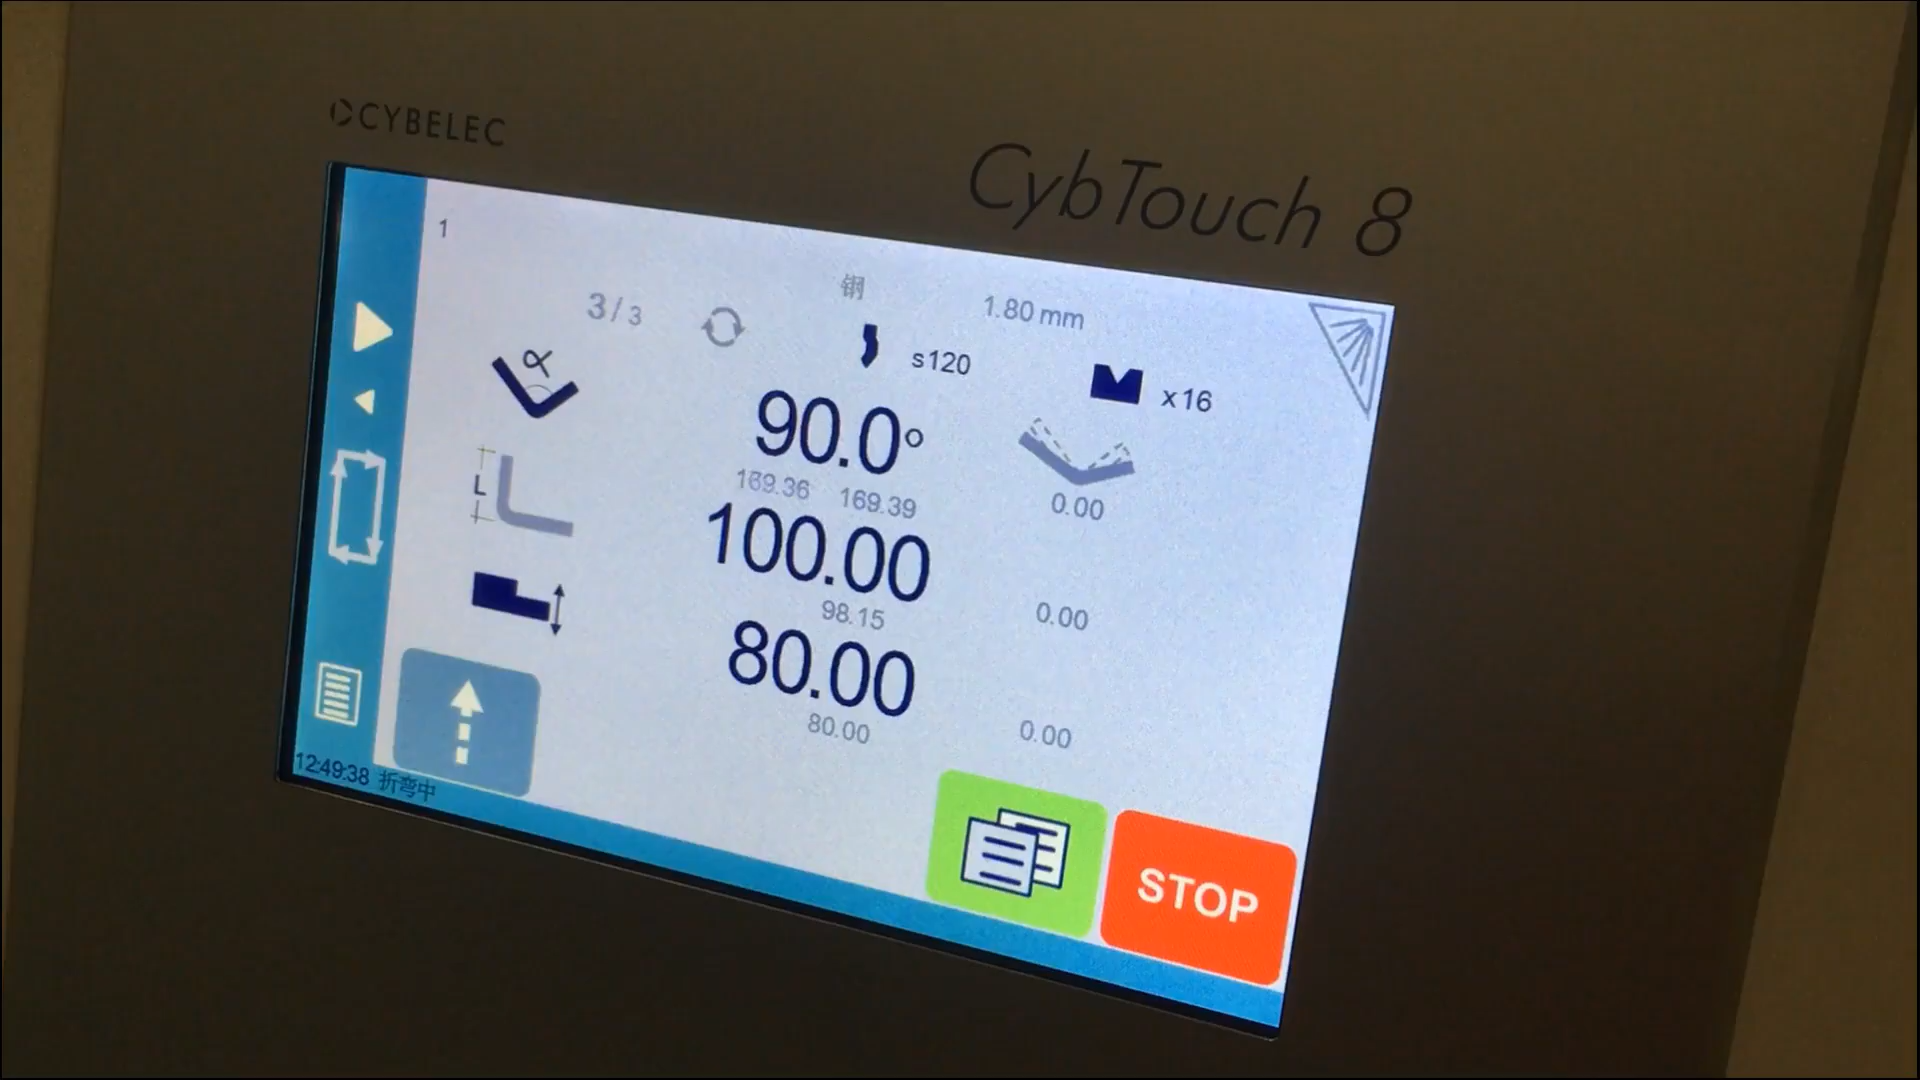 CYBELEC
CybTouch 8
1
钢
1.80 mm
3/3
s120
x16
α
90.0°
169.36 169.39
0.00
L
100.00
98.15
0.00
80.00
80.00
0.00
12:49:38 折弯中
STOP